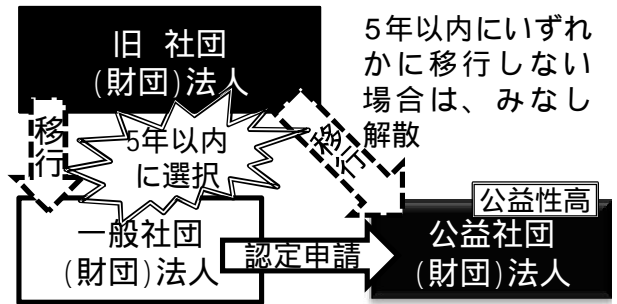 旧 社団
(財団)法人
5年以内にいずれ
かに移行しない
場合は、みなし
解散
移行
5年以内
に選択
移行
公益性高
一般社団
(財団)法人
認定申請
公益社団
(財団)法人